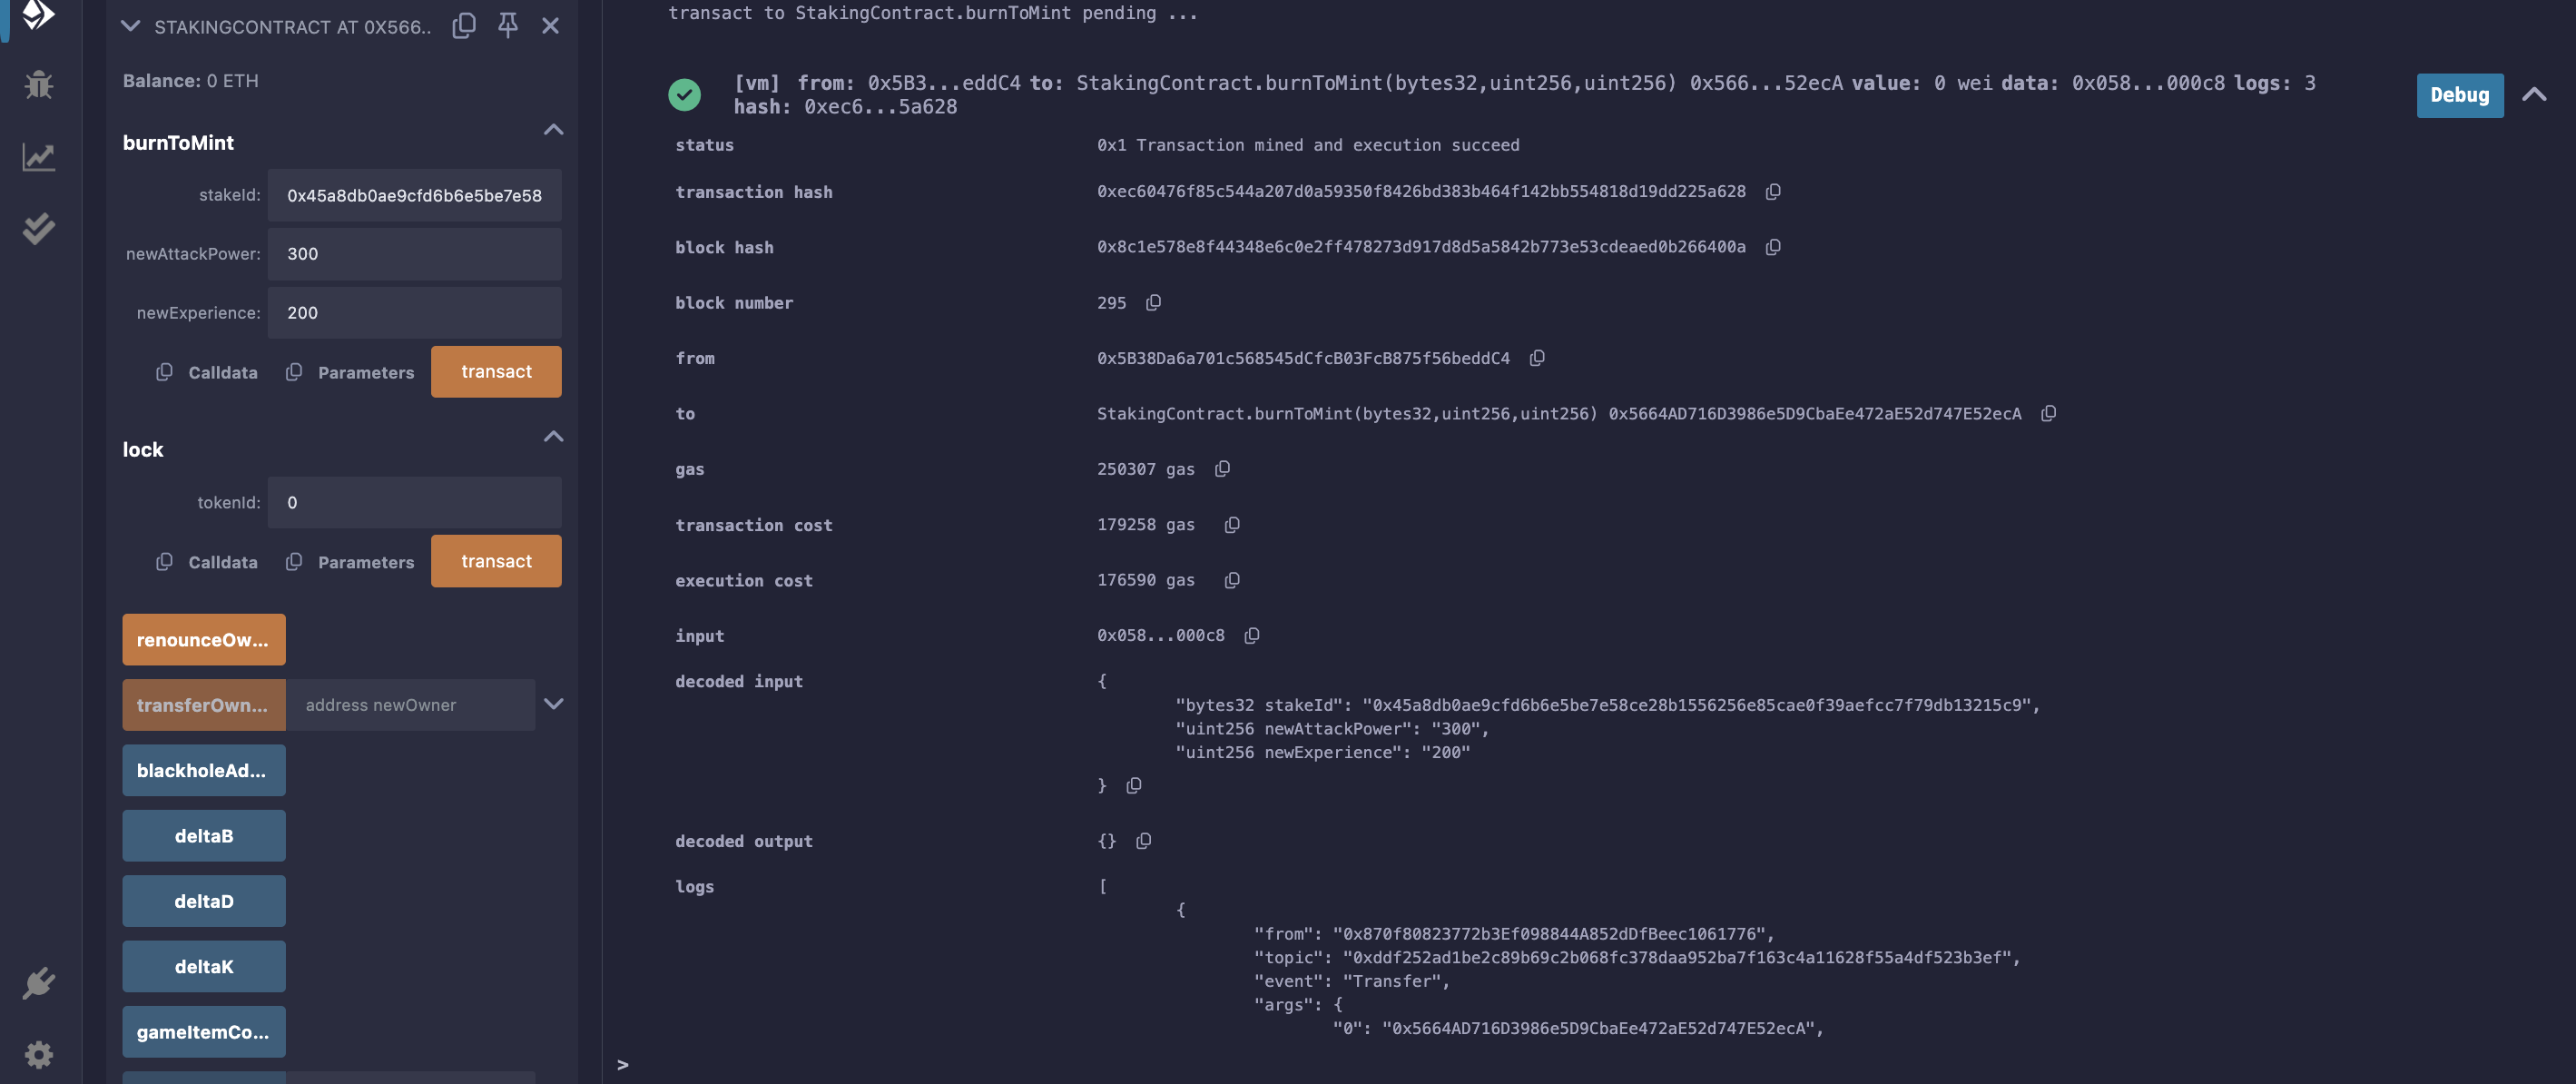 STAKINGCONTRACT AT 0X566..
Balance: 0 ETH
burnToMint
stakeId: 0x45a8db0ae9cfd6b6e5be7e58
newAttackPower: 300
newExperience: 200
Calldata Parameters transact
lock
tokenId: 0
Calldata Parameters transact
renounceOw...
transferOwn... address newOwner
blackholeAd...
deltaB
deltaD
deltaK
gameItemCo...
transact to StakingContract.burnToMint pending ...
[vm] from: 0x5B3...eddC4 to: StakingContract.burnToMint(bytes32,uint256,uint256) 0x566...52ecA value: 0 wei data: 0x058...000c8 logs: 3
hash: 0xec6...5a628
Debug
status 0x1 Transaction mined and execution succeed
transaction hash 0xec60476f85c544a207d0a59350f8426bd383b464f142bb554818d19dd225a628
block hash 0x8c1e578e8f44348e6c0e2ff478273d917d8d5a5842b773e53cdeaed0b266400a
block number 295
from 0x5B38Da6a701c568545dCfcB03FcB875f56beddC4
to StakingContract.burnToMint(bytes32,uint256,uint256) 0x5664AD716D3986e5D9CbaEe472aE52d747E52ecA
gas 250307 gas
transaction cost 179258 gas
execution cost 176590 gas
input 0x058...000c8
decoded input {
"bytes32 stakeId": "0x45a8db0ae9cfd6b6e5be7e58ce28b1556256e85cae0f39aefcc7f79db13215c9",
"uint256 newAttackPower": "300",
"uint256 newExperience": "200"
}
decoded output {}
logs [
{
"from": "0x870f80823772b3Ef098844A852dDfBeec1061776",
"topic": "0xddf252ad1be2c89b69c2b068fc378daa952ba7f163c4a11628f55a4df523b3ef",
"event": "Transfer",
"args": {
"0": "0x5664AD716D3986e5D9CbaEe472aE52d747E52ecA",
>